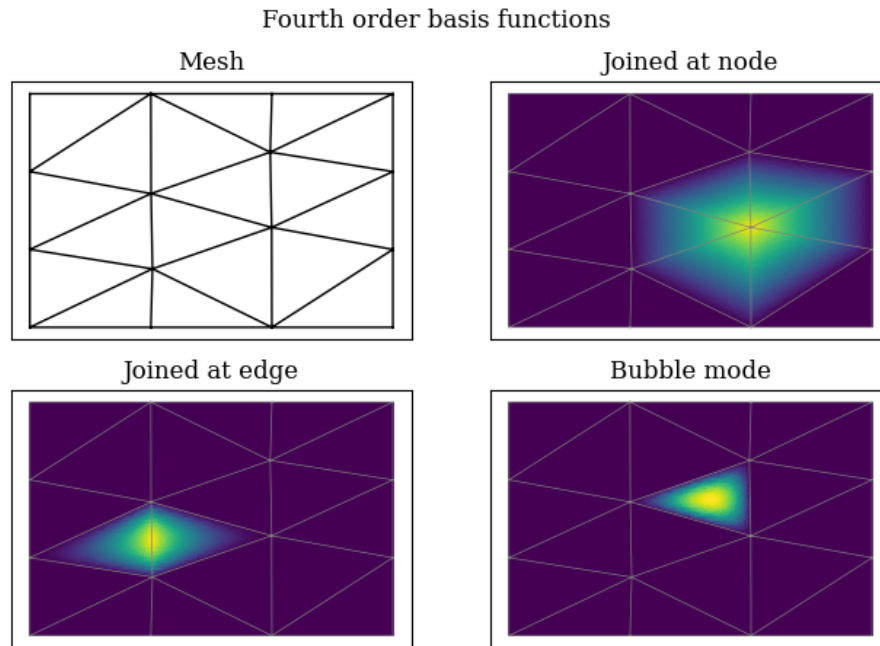 Fourth order basis functions
Mesh
Joined at node
Joined at edge
Bubble mode